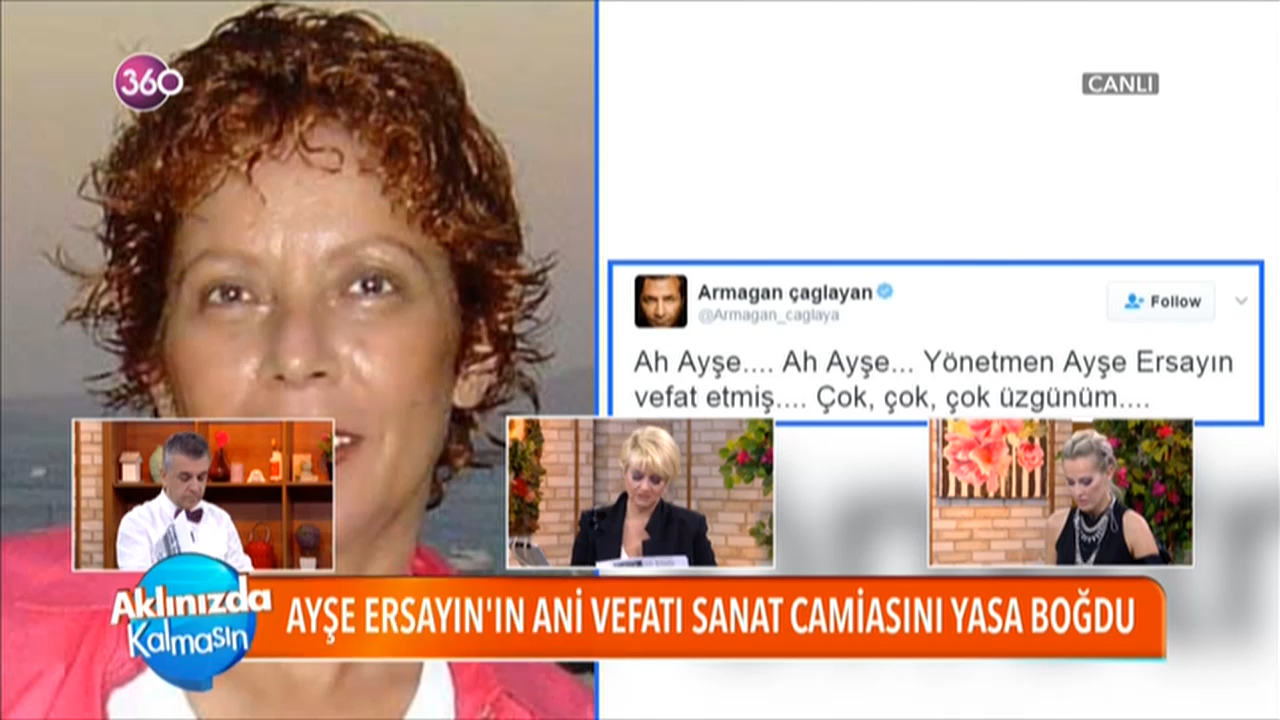 360
CANLI
Armagan çaglayan
@Armagan_caglaya
Follow
Ah Ayşe.... Ah Ayşe... Yönetmen Ayşe Ersayın
vefat etmiş.... Çok, çok, çok üzgünüm....
Aklınızda
Kalmasın
AYŞE ERSAYIN'IN ANİ VEFATI SANAT CAMİASINI YASA BOĞDU